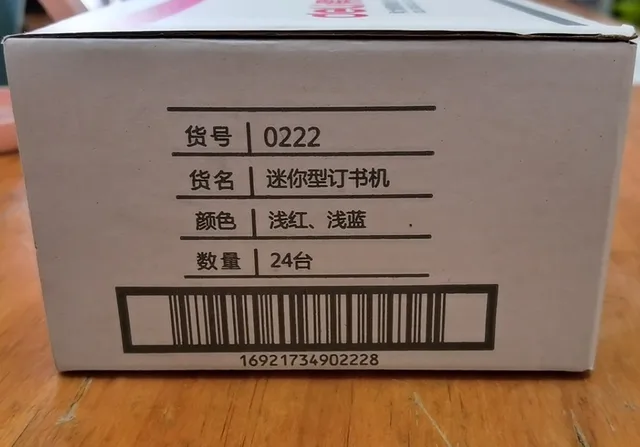 货号 0222
货名 迷你型订书机
颜色 浅红、浅蓝
数量 24台
16921734902228